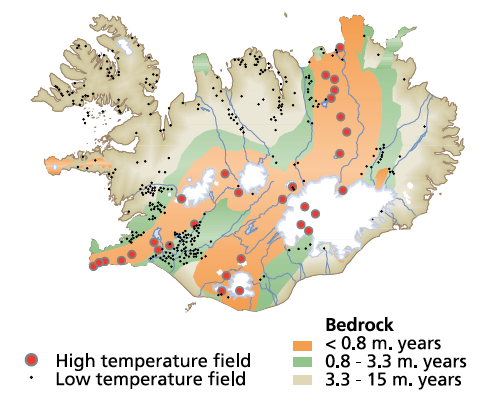 Bedrock
< 0.8 m. years
0.8 - 3.3 m. years
3.3 - 15 m. years
High temperature field
Low temperature field